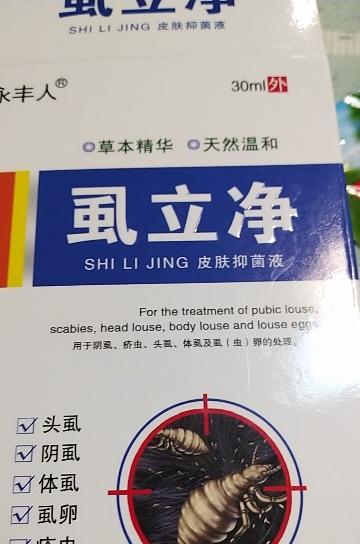 虱立净
SHI LI JING 皮肤抑菌液
永丰人®
30ml 外
草本精华 天然温和
虱立净
SHI LI JING 皮肤抑菌液
For the treatment of pubic louse,
scabies, head louse, body louse and louse eggs
用于阴虱、疥虫、头虱、体虱及虱（虫）卵的处理。
头虱
阴虱
体虱
虱卵
疥虫